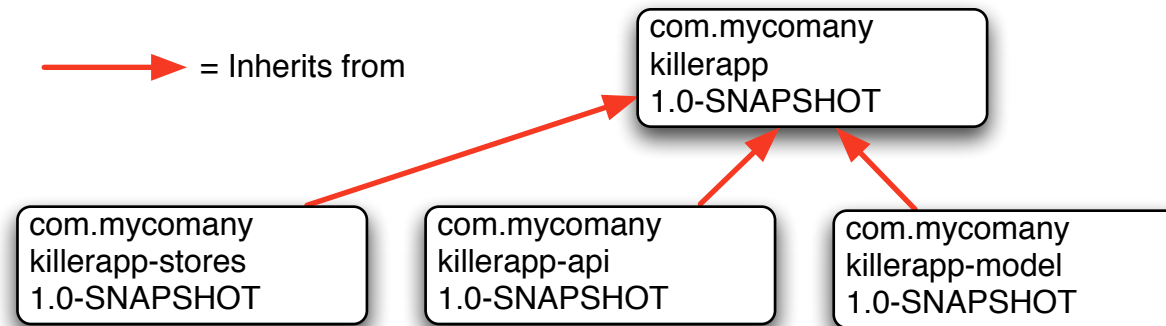 com.mycomany
killerapp
1.0-SNAPSHOT
= Inherits from
com.mycomany
killerapp-stores
1.0-SNAPSHOT
com.mycomany
killerapp-api
1.0-SNAPSHOT
com.mycomany
killerapp-model
1.0-SNAPSHOT